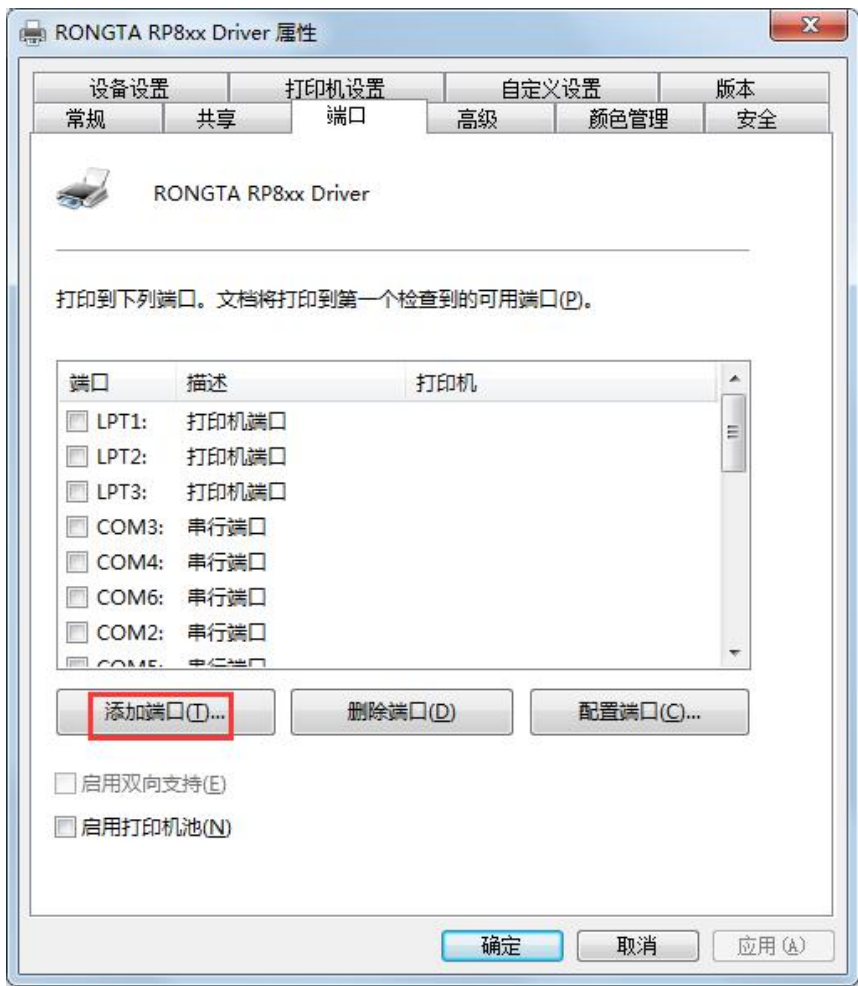 RONGTA RP8xx Driver 属性
设备设置 打印机设置 自定义设置 版本
常规 共享 端口 高级 颜色管理 安全
RONGTA RP8xx Driver
打印到下列端口。文档将打印到第一个检查到的可用端口(P)。
端口 描述 打印机
LPT1: 打印机端口
LPT2: 打印机端口
LPT3: 打印机端口
COM3: 串行端口
COM4: 串行端口
COM6: 串行端口
COM2: 串行端口
COM5: 串行端口
添加端口(T)... 删除端口(D) 配置端口(C)...
启用双向支持(E)
启用打印机池(N)
确定 取消 应用(A)